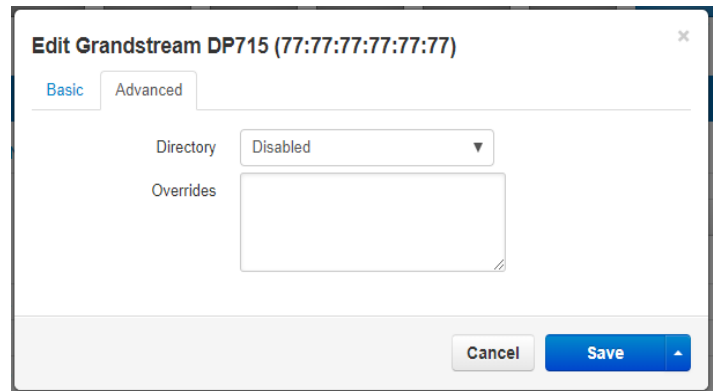 Edit Grandstream DP715 (77:77:77:77:77:77)
×
Basic Advanced
Directory Disabled
Overrides
Cancel Save